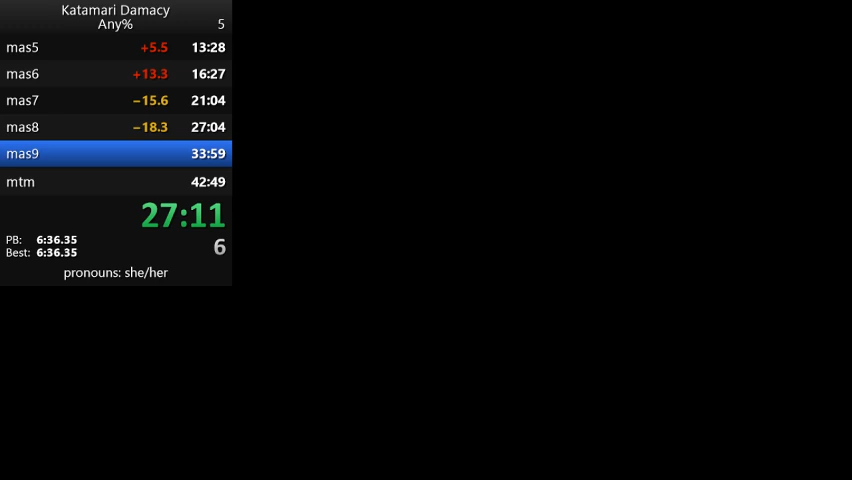 Katamari Damacy
Any% 5
mas5 +5.5 13:28
mas6 +13.3 16:27
mas7 −15.6 21:04
mas8 −18.3 27:04
mas9 33:59
mtm 42:49
27:11
PB: 6:36.35
Best: 6:36.35
6
pronouns: she/her